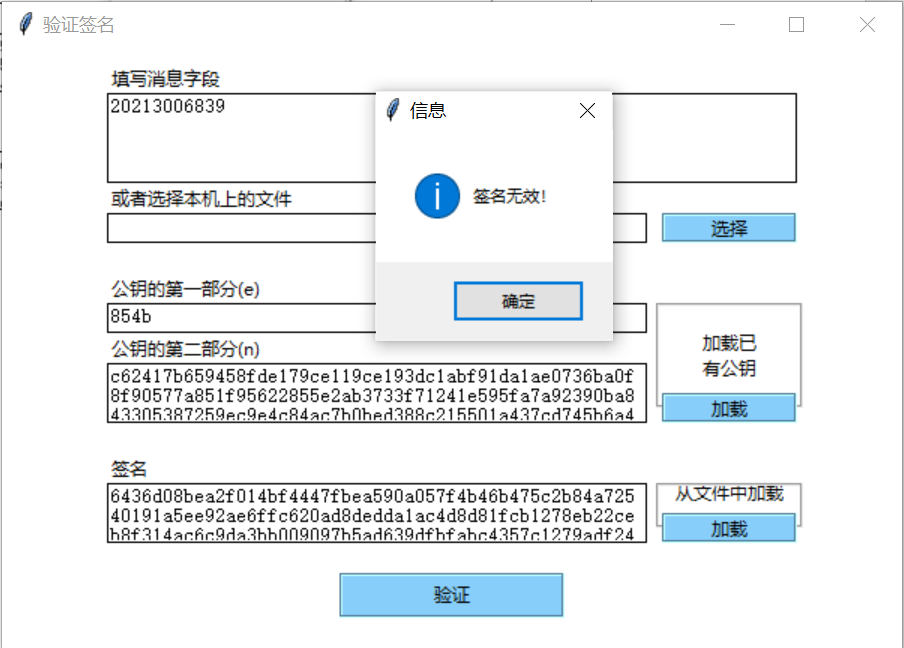 验证签名
填写消息字段
20213006839
信息
签名无效!
确定
或者选择本机上的文件
选择
公钥的第一部分(e)
854b
公钥的第二部分(n)
c62417b659458fde179ce119ce193dc1abf91da1ae0736ba0f
8f90577a851f95622855e2ab3733f71241e595fa7a92390ba8
843305387259ec9e4c84ac7b0bed388c215501a437cd745b6a4
加载已
有公钥
加载
签名
6436d08bea2f014bf4447fbea590a057f4b46b475c2b84a725
40191a5ee92ae6ffc620ad8dedda1ac4d8d81fcb1278eb22ce
b8f314ac6c9da3bb009097b5ad639dfbfabc4357c1279adf24
从文件中加载
加载
验证